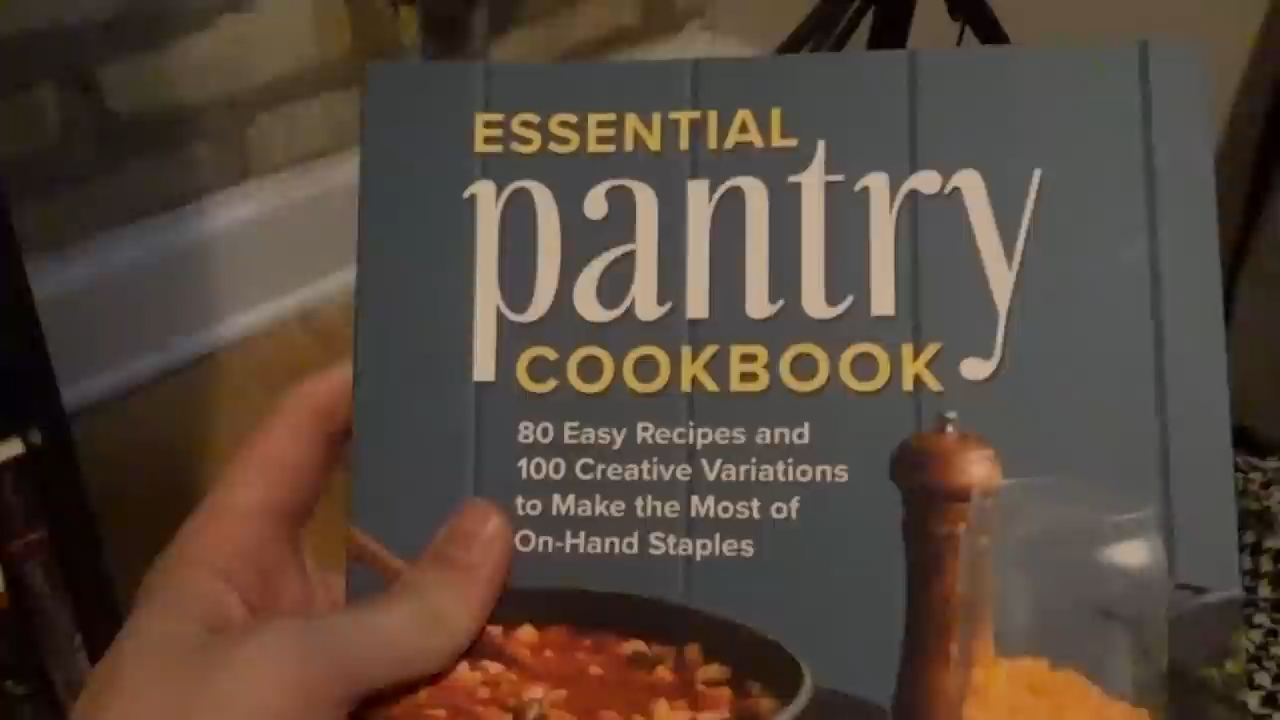 ESSENTIAL
pantry
COOKBOOK
80 Easy Recipes and
100 Creative Variations
to Make the Most of
On-Hand Staples